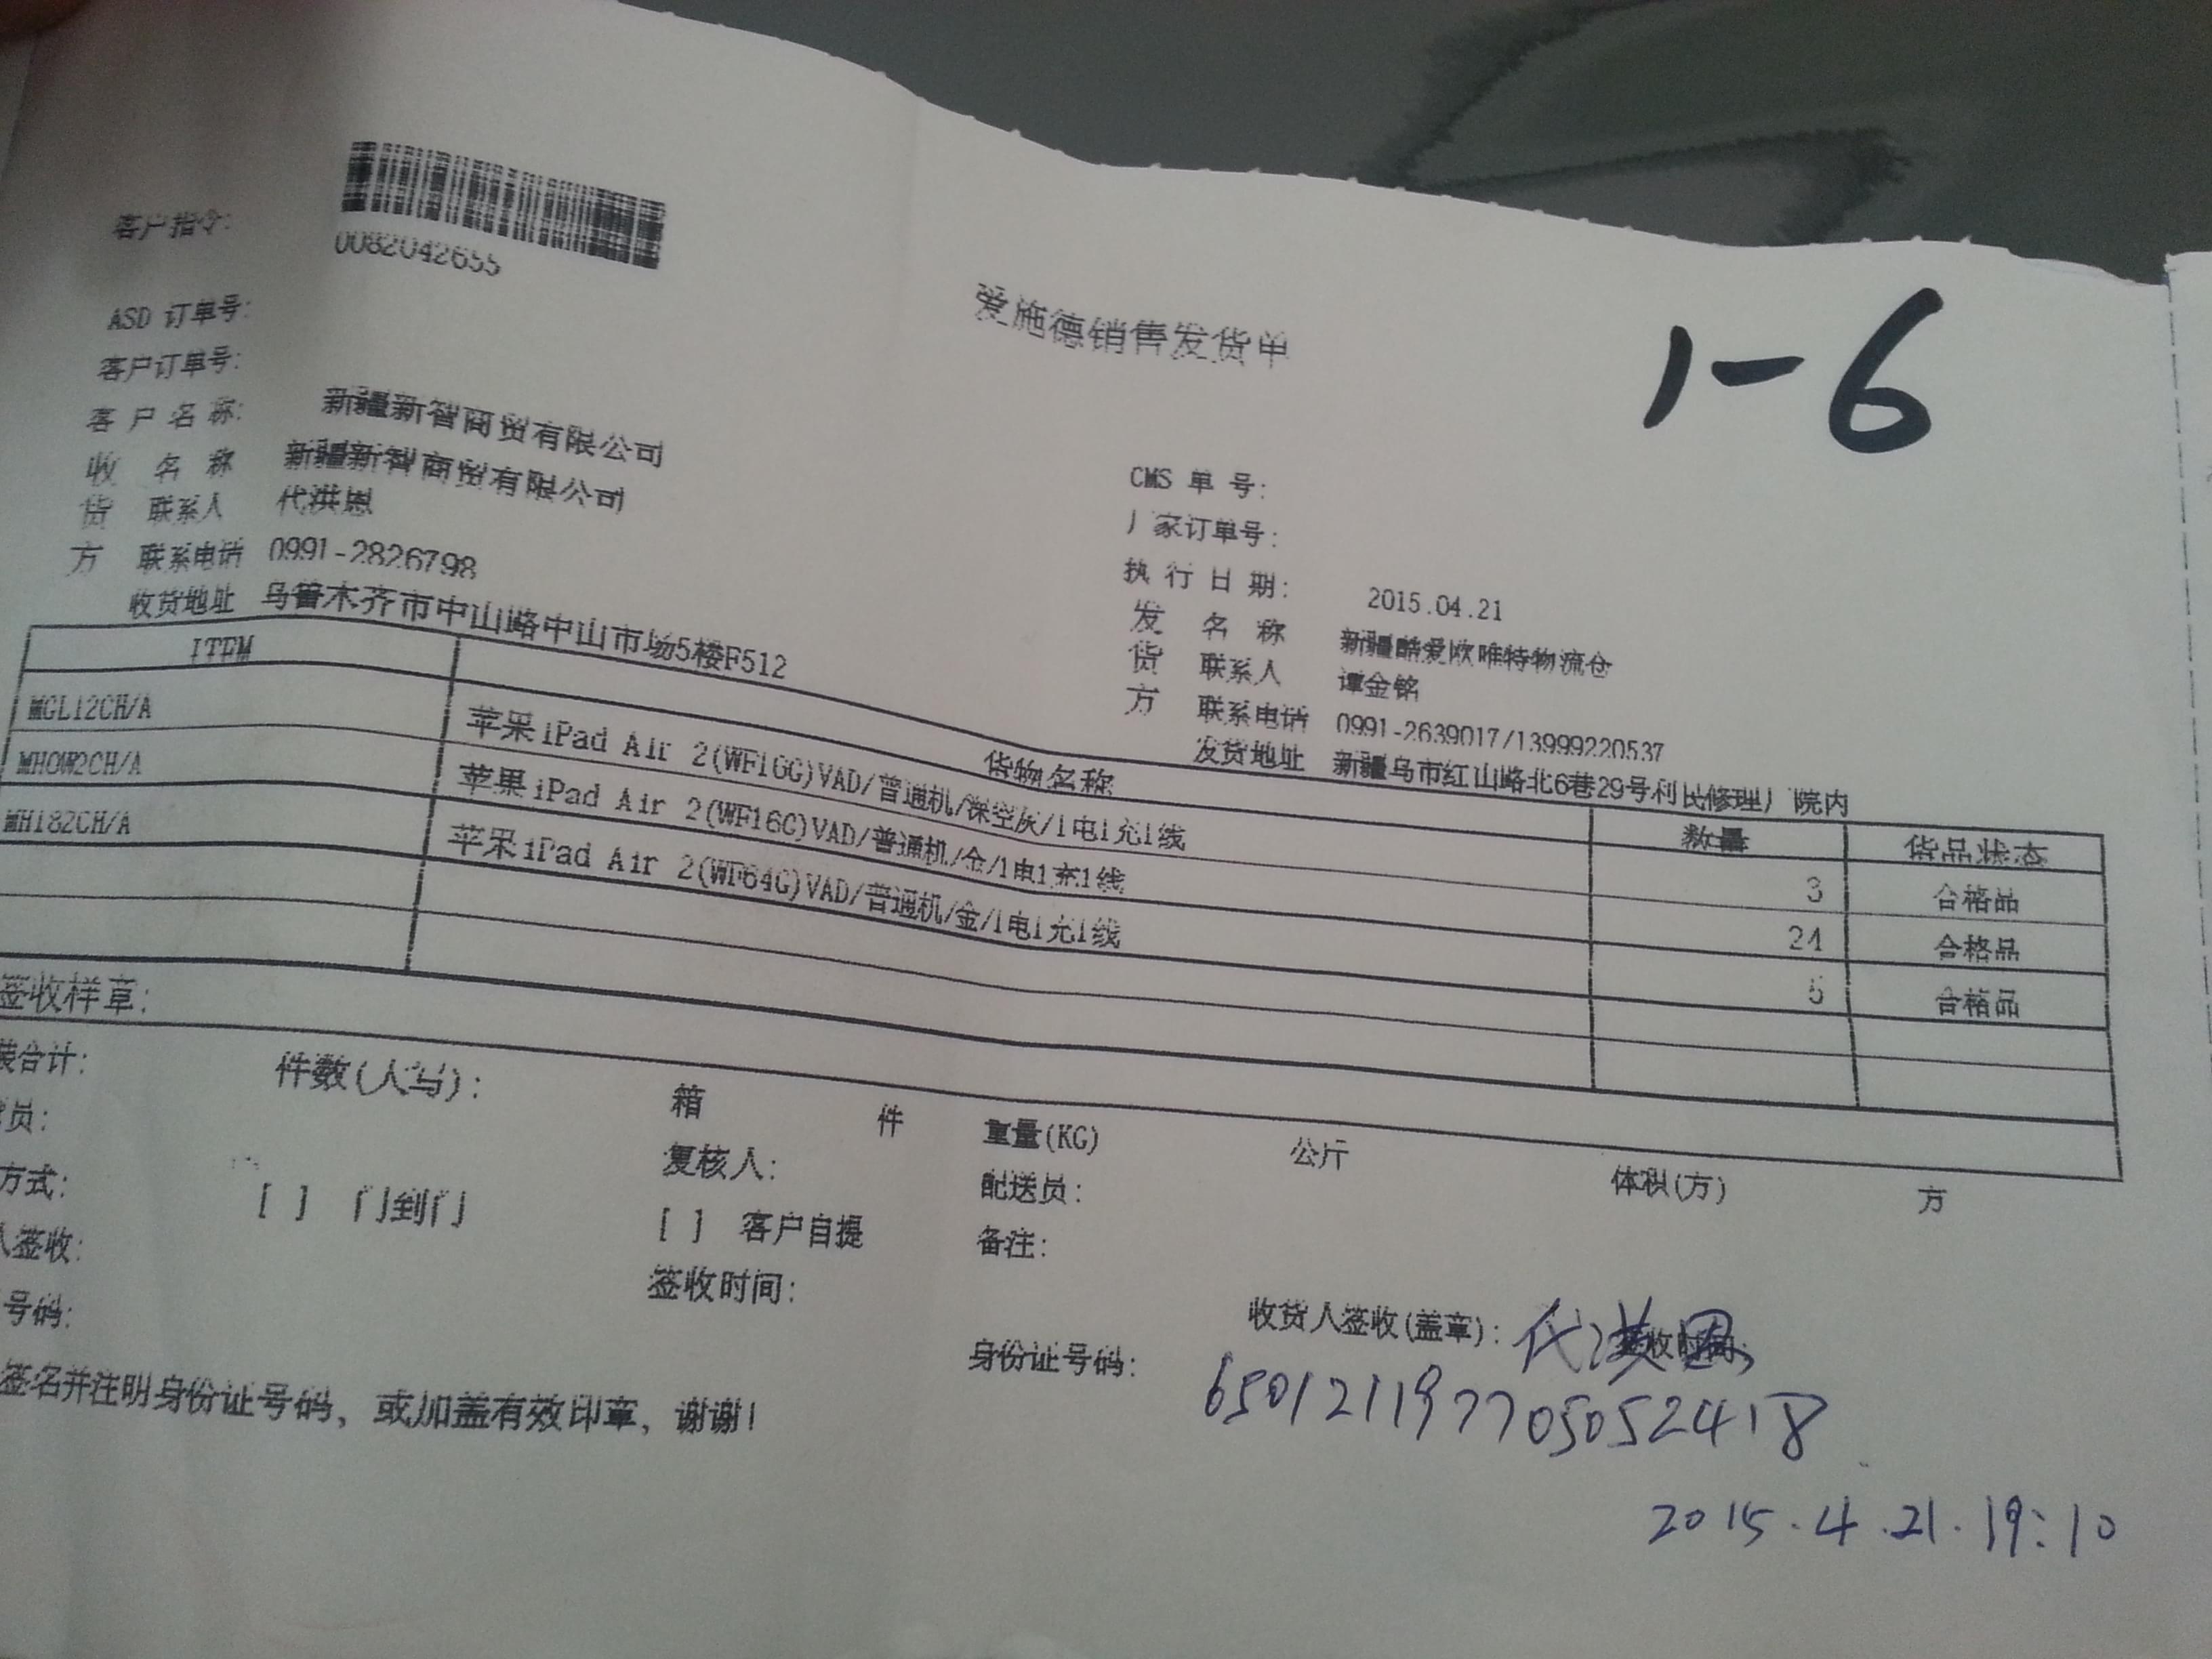 客户指令:
0082042655
爱施德销售发货单
1-6
ASD 订单号:
客户订单号:
客户名称: 新疆新智商贸有限公司
收货方 名称 新疆新智商贸有限公司
联系人 代洪恩
联系电话 0991-2826798
收货地址 乌鲁木齐市中山路中山市场5楼F512
CMS 单号:
厂家订单号:
执行日期: 2015.04.21
发货方 名称 新疆酷爱欧唯特物流仓
联系人 谭金铭
联系电话 0991-2639017/13999220537
发货地址 新疆乌市红山路北6巷29号利民修理厂院内
ITEM 货物名称 数量 货品状态
MGL12CH/A 苹果iPad Air 2(WF16G)VAD/普通机/深空灰/1电1充1线 3 合格品
MH0W2CH/A 苹果iPad Air 2(WF16G)VAD/普通机/金/1电1充1线 24 合格品
MH182CH/A 苹果iPad Air 2(WF64G)VAD/普通机/金/1电1充1线 5 合格品
签收样章:
装合计: 件数(人写): 箱 件 重量(KG) 公斤 体积(方) 方
员: 复核人: 配送员:
方式: [ ] 门到门 [ ] 客户自提 备注:
人签收: 签收时间: 收货人签收(盖章): 代洪恩 签收时间:
号码: 身份证号码: 650121197705052418
签名并注明身份证号码，或加盖有效印章，谢谢!
2015.4.21.19:10